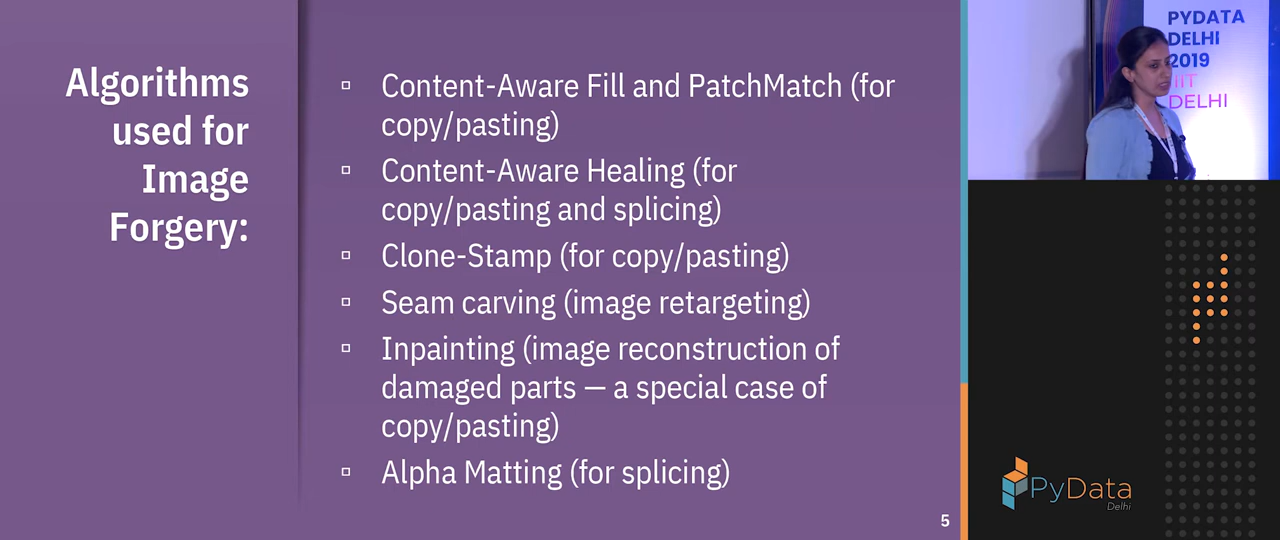 Algorithms
used for
Image
Forgery:
Content-Aware Fill and PatchMatch (for
copy/pasting)
Content-Aware Healing (for
copy/pasting and splicing)
Clone-Stamp (for copy/pasting)
Seam carving (image retargeting)
Inpainting (image reconstruction of
damaged parts — a special case of
copy/pasting)
Alpha Matting (for splicing)
5
PYDATA
DELHI
2019
IIT
DELHI
PyData
Delhi